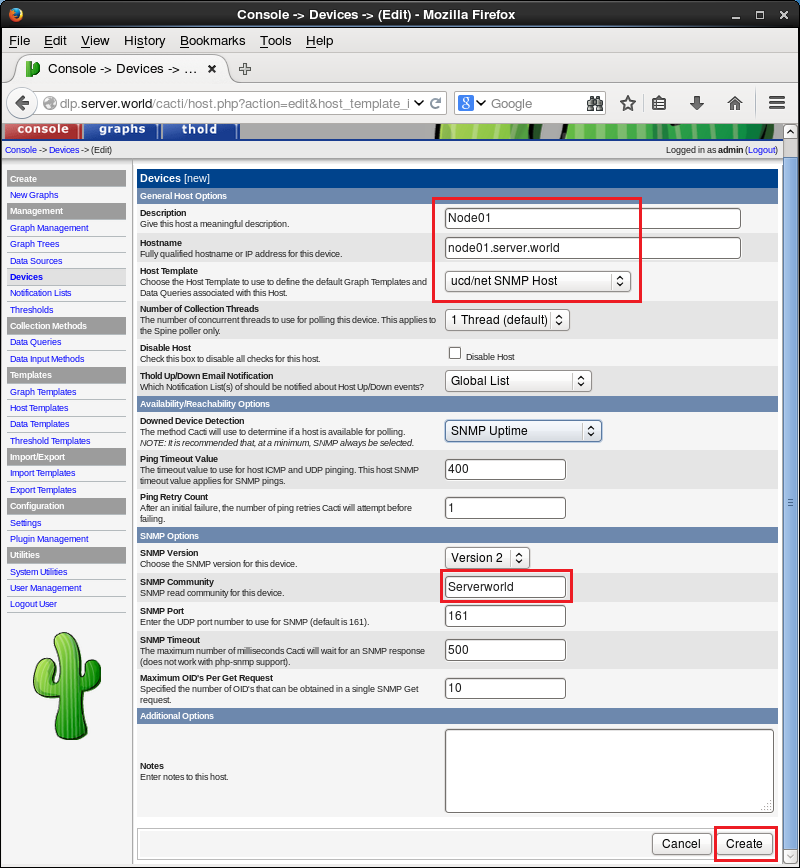 Console -> Devices -> (Edit) - Mozilla Firefox
File Edit View History Bookmarks Tools Help
Console -> Devices -> ...
dlp.server.world/cacti/host.php?action=edit&host_template_i
Google
console graphs thold
Console -> Devices -> (Edit)
Logged in as admin (Logout)
Create
New Graphs
Management
Graph Management
Graph Trees
Data Sources
Devices
Notification Lists
Thresholds
Collection Methods
Data Queries
Data Input Methods
Templates
Graph Templates
Host Templates
Data Templates
Threshold Templates
Import/Export
Import Templates
Export Templates
Configuration
Settings
Plugin Management
Utilities
System Utilities
User Management
Logout User
Devices [new]
General Host Options
Description
Give this host a meaningful description.
Node01
Hostname
Fully qualified hostname or IP address for this device.
node01.server.world
Host Template
Choose the Host Template to use to define the default Graph Templates and
Data Queries associated with this Host.
ucd/net SNMP Host
Number of Collection Threads
The number of concurrent threads to use for polling this device. This applies to
the Spine poller only.
1 Thread (default)
Disable Host
Check this box to disable all checks for this host.
Disable Host
Thold Up/Down Email Notification
Which Notification List(s) of should be notified about Host Up/Down events?
Global List
Availability/Reachability Options
Downed Device Detection
The method Cacti will use to determine if a host is available for polling.
NOTE: It is recommended that, at a minimum, SNMP always be selected.
SNMP Uptime
Ping Timeout Value
The timeout value to use for host ICMP and UDP pinging. This host SNMP
timeout value applies for SNMP pings.
400
Ping Retry Count
After an initial failure, the number of ping retries Cacti will attempt before
failing.
1
SNMP Options
SNMP Version
Choose the SNMP version for this device.
Version 2
SNMP Community
SNMP read community for this device.
Serverworld
SNMP Port
Enter the UDP port number to use for SNMP (default is 161).
161
SNMP Timeout
The maximum number of milliseconds Cacti will wait for an SNMP response
(does not work with php-snmp support).
500
Maximum OID's Per Get Request
Specified the number of OID's that can be obtained in a single SNMP Get
request.
10
Additional Options
Notes
Enter notes to this host.
Cancel Create